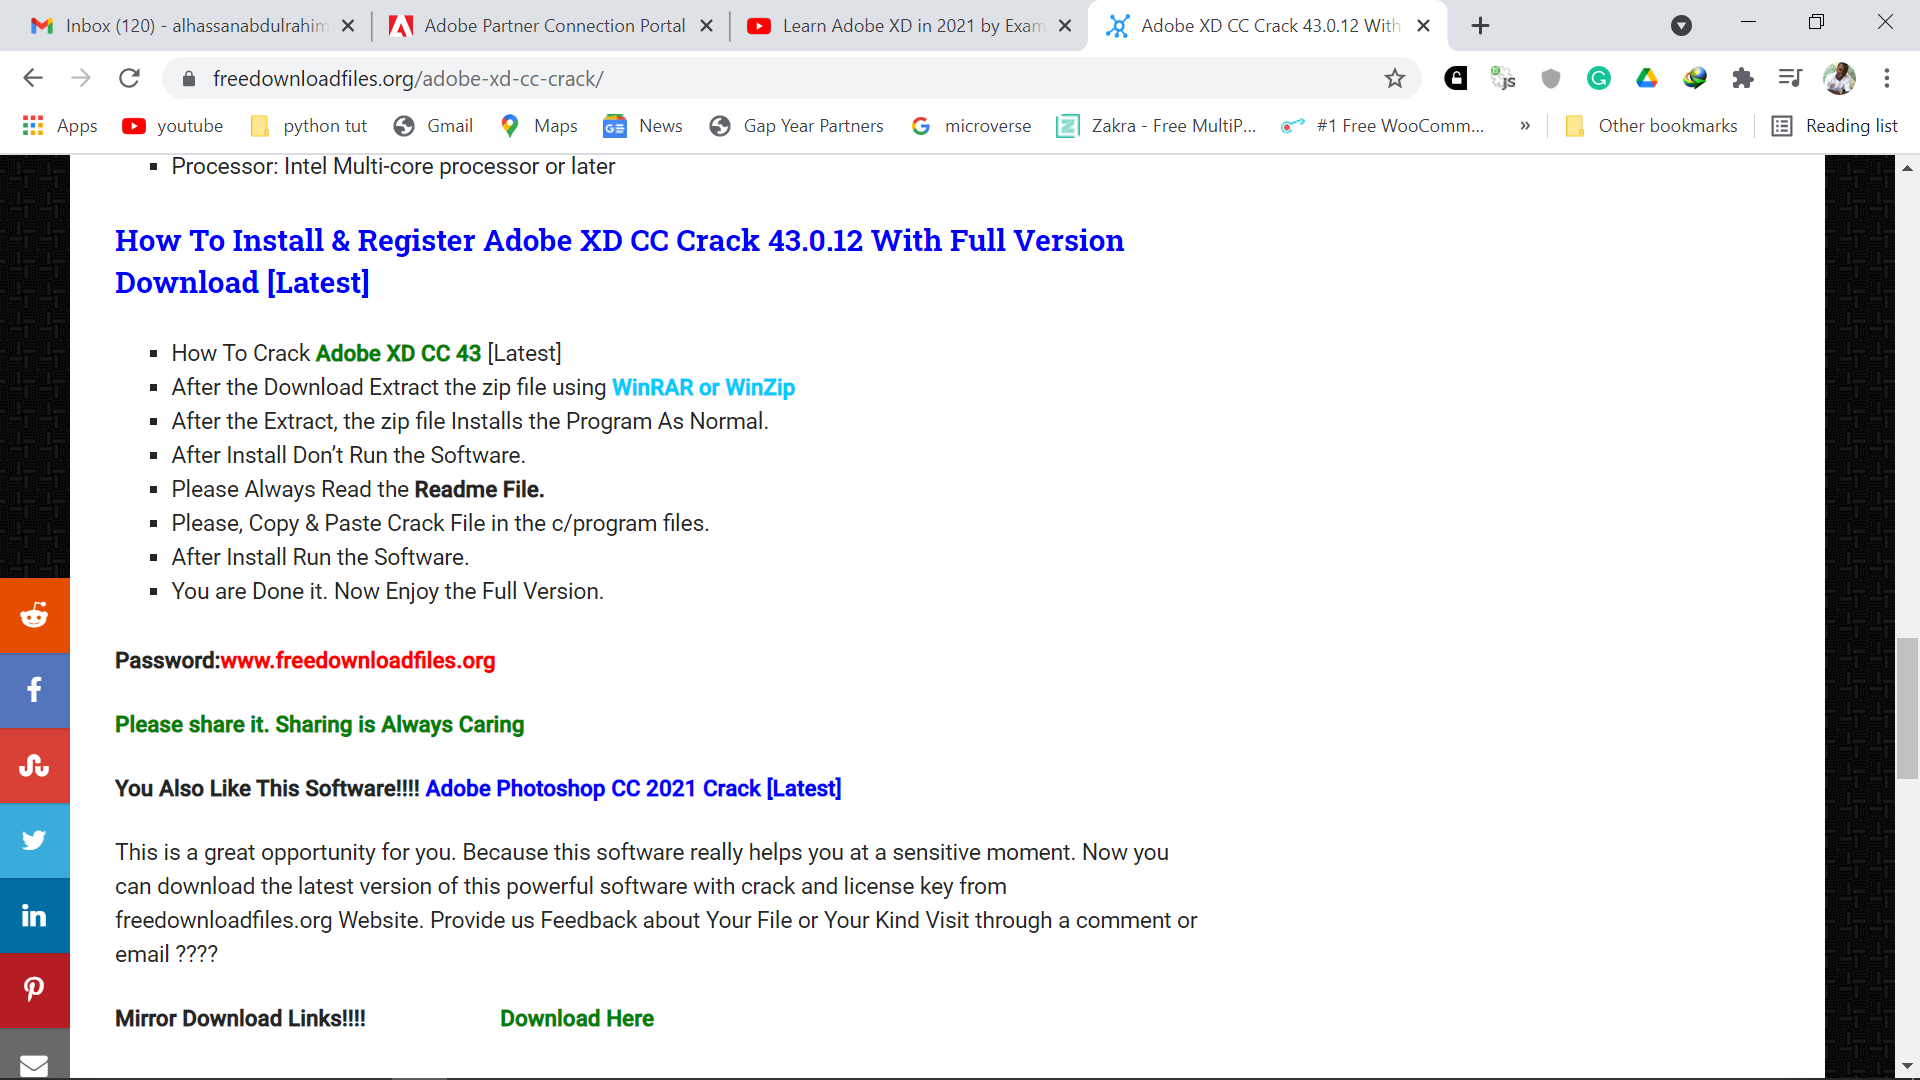 Inbox (120) - alhassanabdulrahim
Adobe Partner Connection Portal
Learn Adobe XD in 2021 by Exam
Adobe XD CC Crack 43.0.12 With
freedownloadfiles.org/adobe-xd-cc-crack/
Apps
youtube
python tut
Gmail
Maps
News
Gap Year Partners
microverse
Zakra - Free MultiP...
#1 Free WooComm...
»
Other bookmarks
Reading list
Processor: Intel Multi-core processor or later
How To Install & Register Adobe XD CC Crack 43.0.12 With Full Version
Download [Latest]
How To Crack Adobe XD CC 43 [Latest]
After the Download Extract the zip file using WinRAR or WinZip
After the Extract, the zip file Installs the Program As Normal.
After Install Don’t Run the Software.
Please Always Read the Readme File.
Please, Copy & Paste Crack File in the c/program files.
After Install Run the Software.
You are Done it. Now Enjoy the Full Version.
Password:www.freedownloadfiles.org
Please share it. Sharing is Always Caring
You Also Like This Software!!!! Adobe Photoshop CC 2021 Crack [Latest]
This is a great opportunity for you. Because this software really helps you at a sensitive moment. Now you
can download the latest version of this powerful software with crack and license key from
freedownloadfiles.org Website. Provide us Feedback about Your File or Your Kind Visit through a comment or
email ????
Mirror Download Links!!!! Download Here